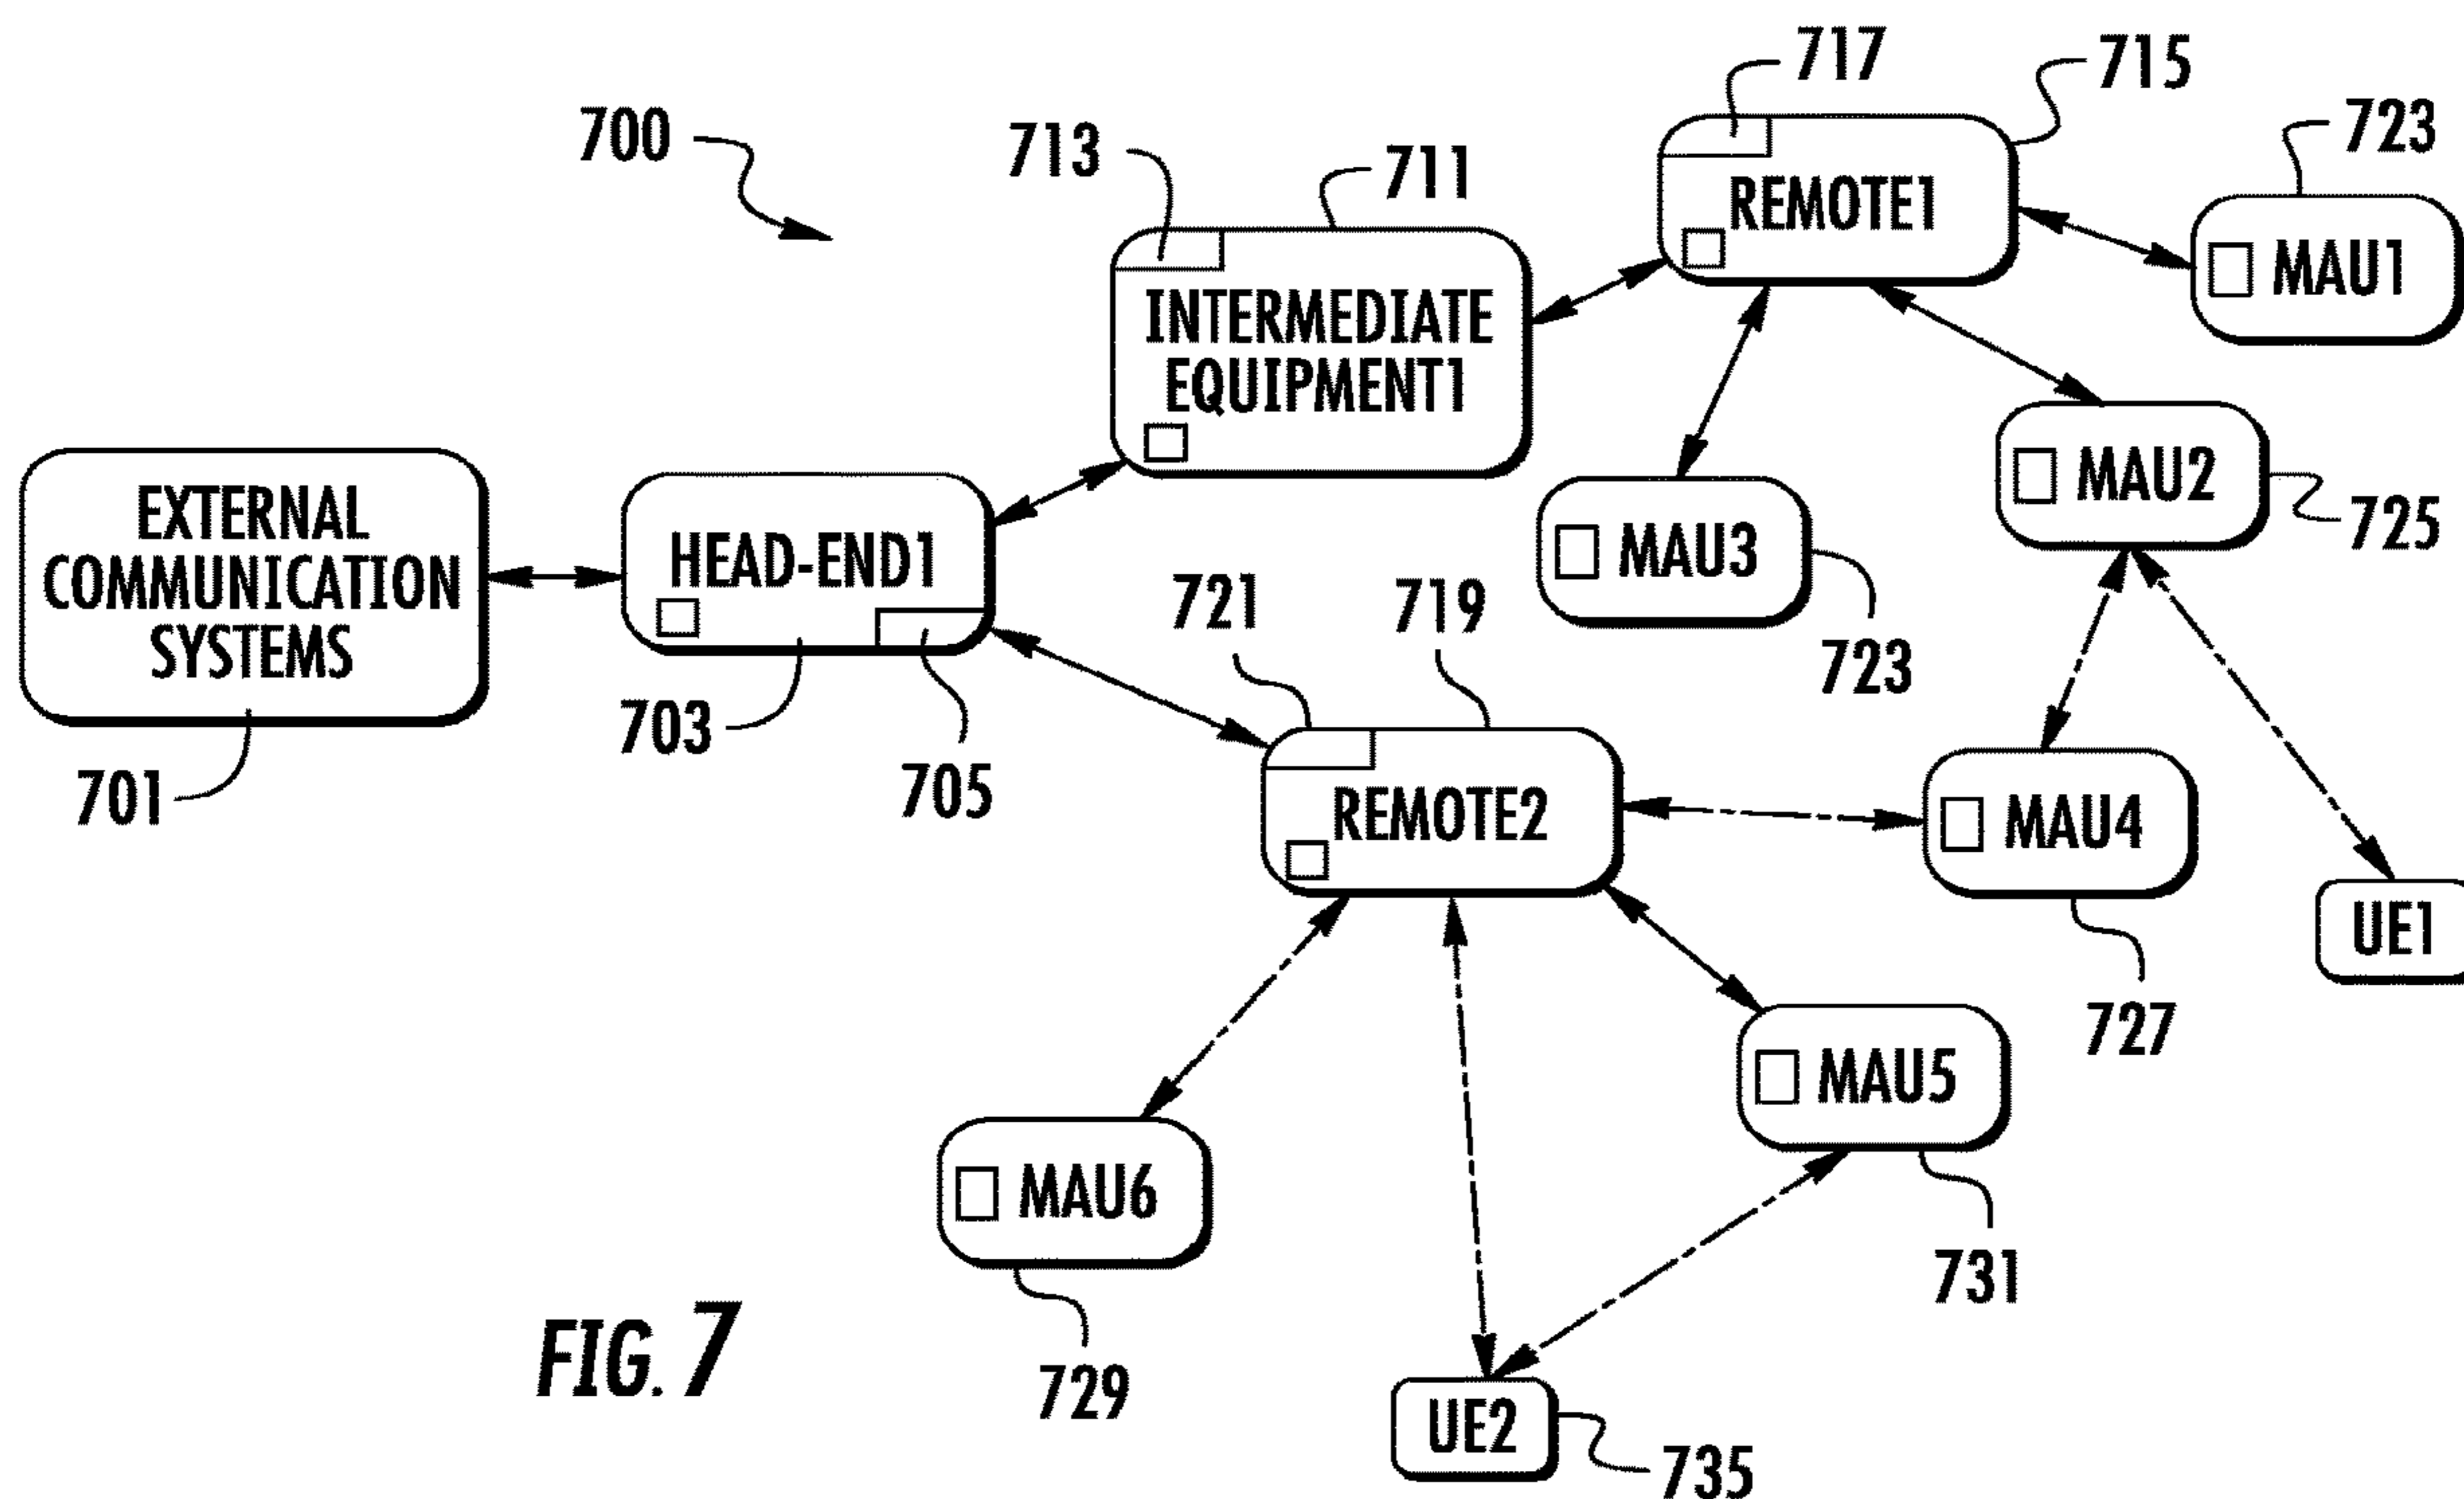 717
715
700
713
711
723
REMOTE1
MAU1
INTERMEDIATE
EQUIPMENT1
MAU2
725
EXTERNAL
COMMUNICATION
SYSTEMS
HEAD-END1
MAU3
721
719
723
703
705
701
REMOTE2
MAU4
UE1
727
MAU5
MAU6
731
729
UE2
735
FIG. 7